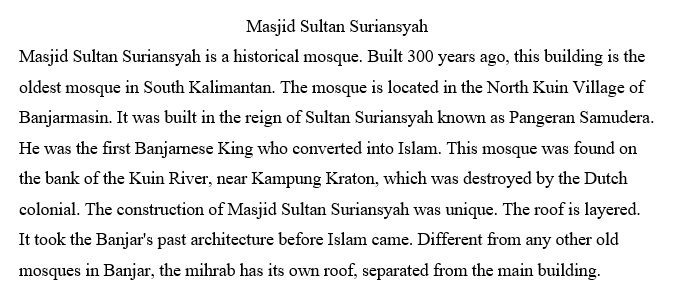 Masjid Sultan Suriansyah
Masjid Sultan Suriansyah is a historical mosque. Built 300 years ago, this building is the
oldest mosque in South Kalimantan. The mosque is located in the North Kuin Village of
Banjarmasin. It was built in the reign of Sultan Suriansyah known as Pangeran Samudera.
He was the first Banjarnese King who converted into Islam. This mosque was found on
the bank of the Kuin River, near Kampung Kraton, which was destroyed by the Dutch
colonial. The construction of Masjid Sultan Suriansyah was unique. The roof is layered.
It took the Banjar's past architecture before Islam came. Different from any other old
mosques in Banjar, the mihrab has its own roof, separated from the main building.